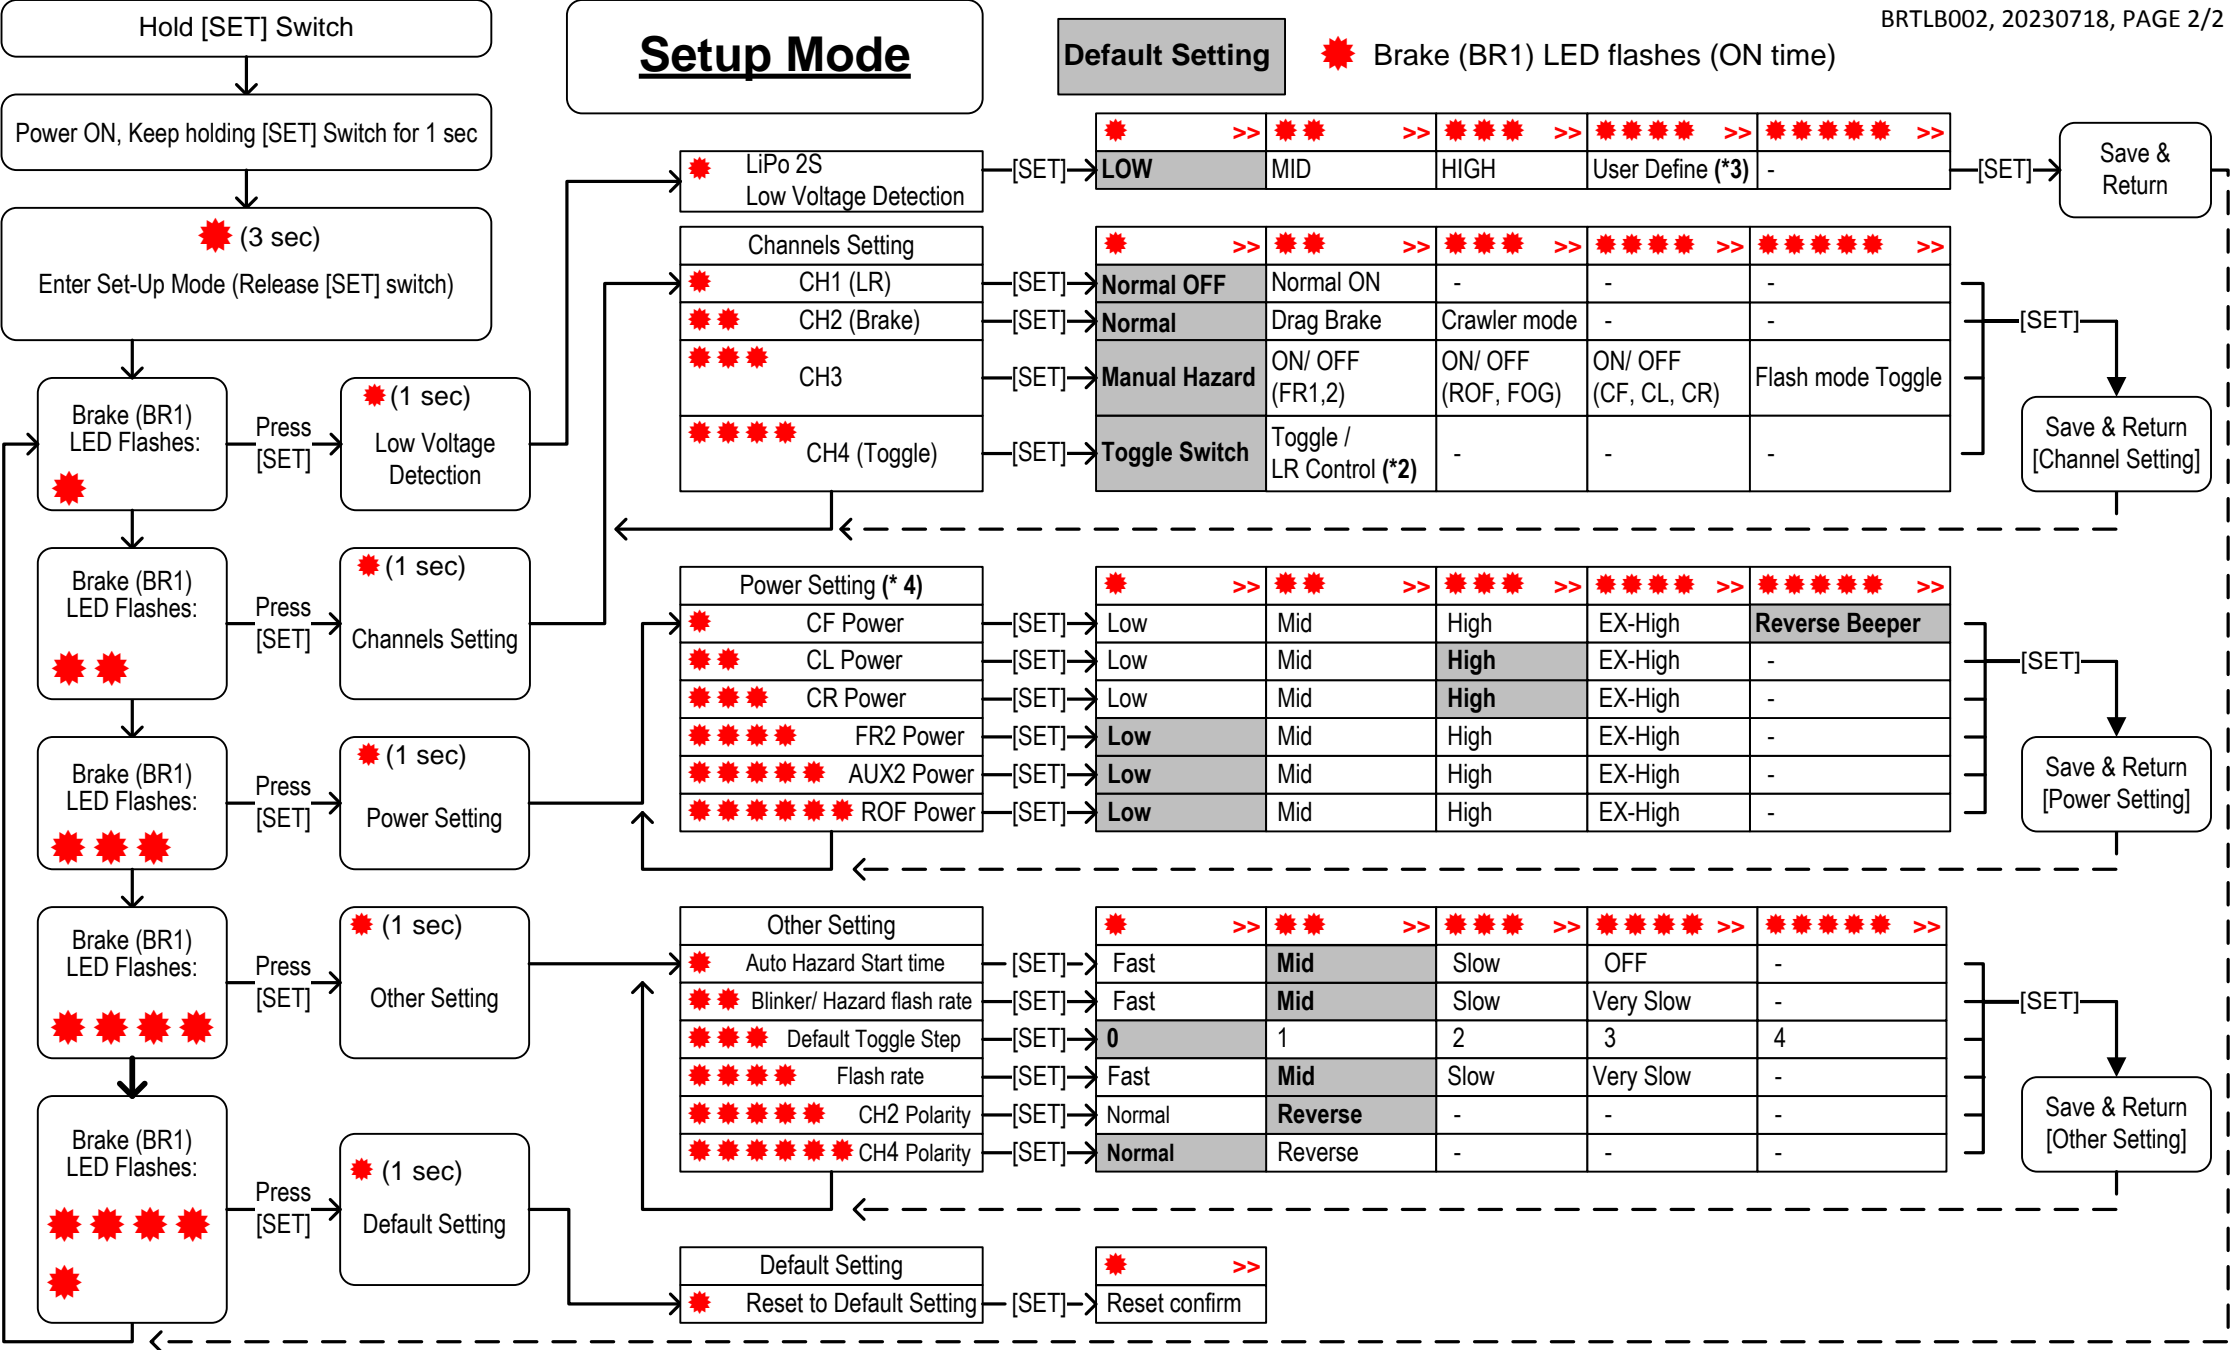 BRTLB002, 20230718, PAGE 2/2
Hold [SET] Switch
Setup Mode
Default Setting
Brake (BR1) LED flashes (ON time)
Power ON, Keep holding [SET] Switch for 1 sec
(3 sec)
Enter Set-Up Mode (Release [SET] switch)
>> >> >> >> >>
LiPo 2S
Low Voltage Detection
[SET]
LOW MID HIGH User Define (*3) -
[SET]
Save &
Return
Channels Setting
>> >> >> >> >>
CH1 (LR) [SET] Normal OFF Normal ON - - -
CH2 (Brake) [SET] Normal Drag Brake Crawler mode - -
CH3 [SET] Manual Hazard
ON/ OFF
(FR1,2)
ON/ OFF
(ROF, FOG)
ON/ OFF
(CF, CL, CR)
Flash mode Toggle
CH4 (Toggle) [SET] Toggle Switch
Toggle /
LR Control (*2)
- - -
[SET]
Save & Return
[Channel Setting]
Brake (BR1)
LED Flashes:
Press
[SET]
(1 sec)
Low Voltage
Detection
Brake (BR1)
LED Flashes:
Press
[SET]
(1 sec)
Channels Setting
Power Setting (* 4)
>> >> >> >> >>
CF Power [SET] Low Mid High EX-High Reverse Beeper
CL Power [SET] Low Mid High EX-High -
CR Power [SET] Low Mid High EX-High -
FR2 Power [SET] Low Mid High EX-High -
AUX2 Power [SET] Low Mid High EX-High -
ROF Power [SET] Low Mid High EX-High -
[SET]
Save & Return
[Power Setting]
Brake (BR1)
LED Flashes:
Press
[SET]
(1 sec)
Power Setting
Brake (BR1)
LED Flashes:
Press
[SET]
(1 sec)
Other Setting
Other Setting
>> >> >> >> >>
Auto Hazard Start time [SET] Fast Mid Slow OFF -
Blinker/ Hazard flash rate [SET] Fast Mid Slow Very Slow -
Default Toggle Step [SET] 0 1 2 3 4
Flash rate [SET] Fast Mid Slow Very Slow -
CH2 Polarity [SET] Normal Reverse - - -
CH4 Polarity [SET] Normal Reverse - - -
[SET]
Save & Return
[Other Setting]
Brake (BR1)
LED Flashes:
Press
[SET]
(1 sec)
Default Setting
Default Setting
>>
Reset to Default Setting [SET] Reset confirm